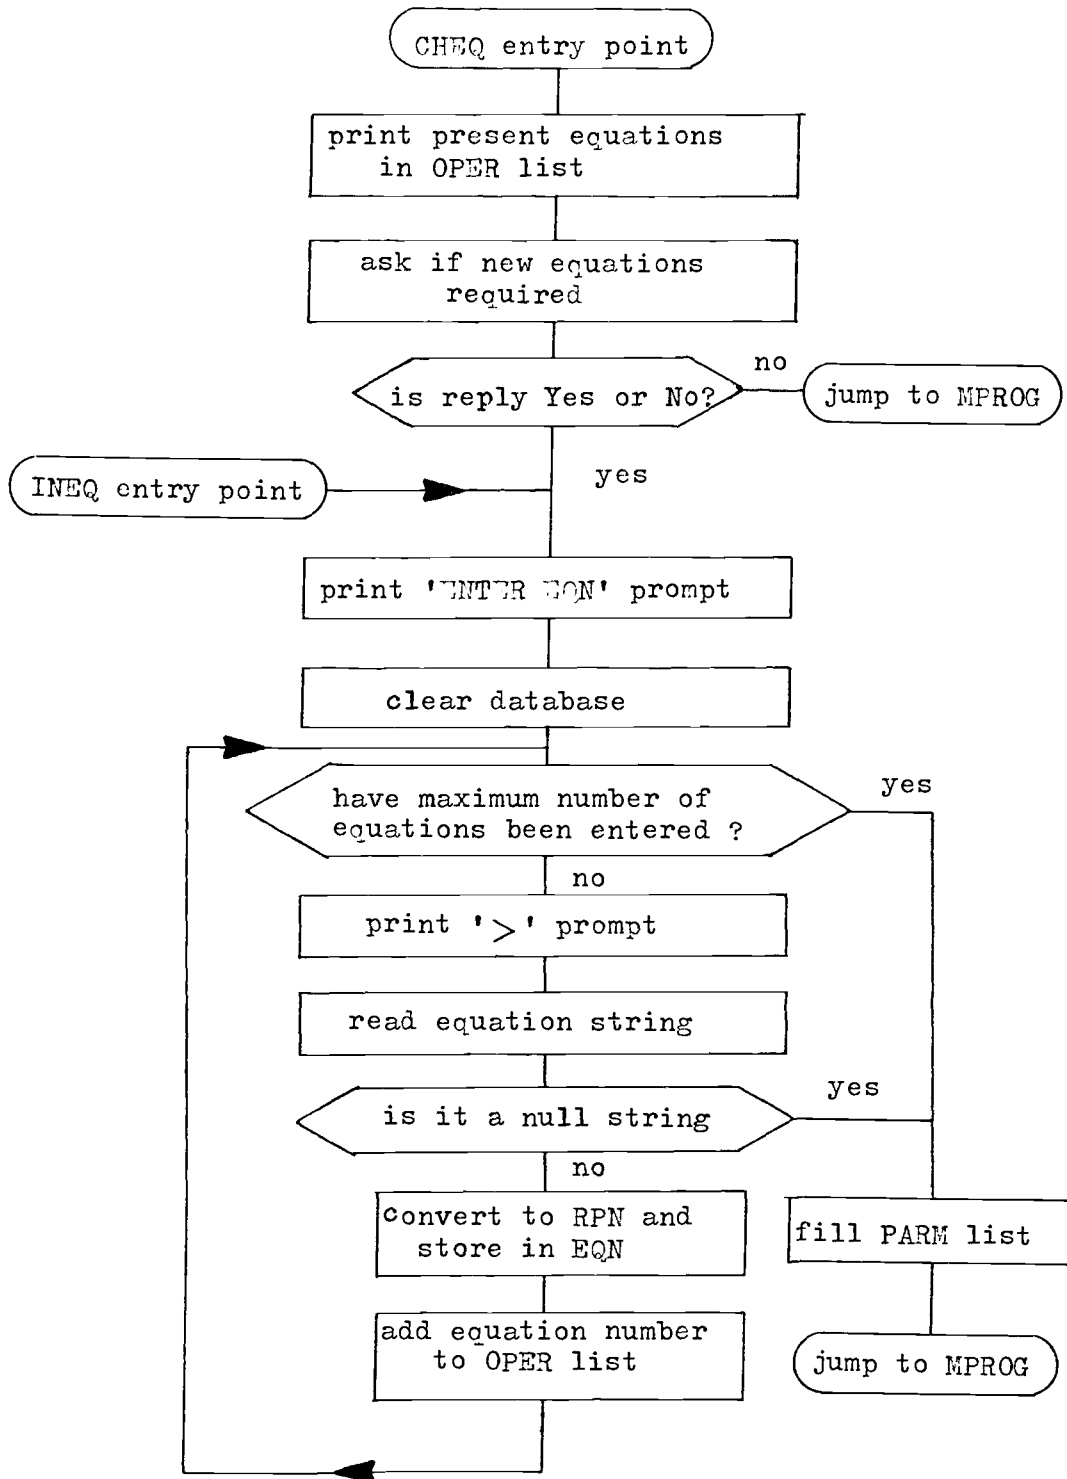 CHEQ entry point
print present equations
in OPER list
ask if new equations
required
is reply Yes or No?
no
jump to MPROG
yes
INEQ entry point
print 'ENTER EQN' prompt
clear database
have maximum number of
equations been entered ?
yes
no
print '>' prompt
read equation string
is it a null string
yes
no
convert to RPN and
store in EQN
fill PARM list
add equation number
to OPER list
jump to MPROG